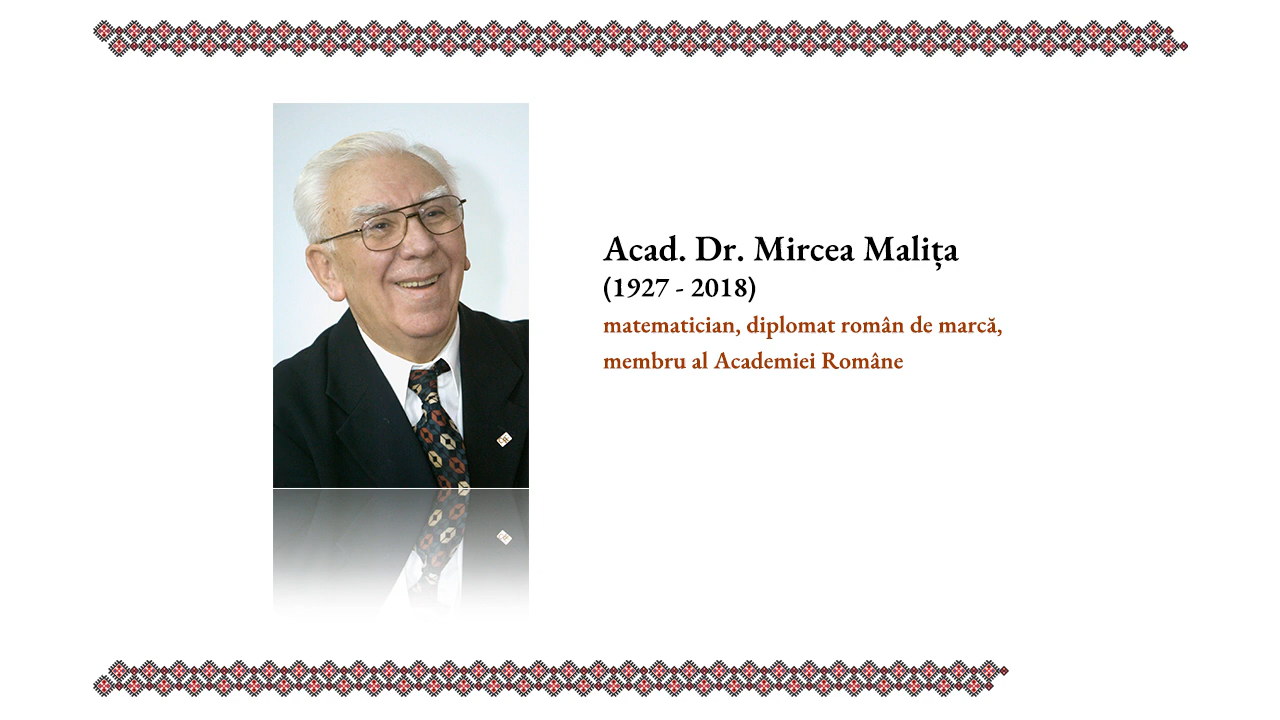 Acad. Dr. Mircea Malița
(1927 - 2018)
matematician, diplomat român de marcă,
membru al Academiei Române